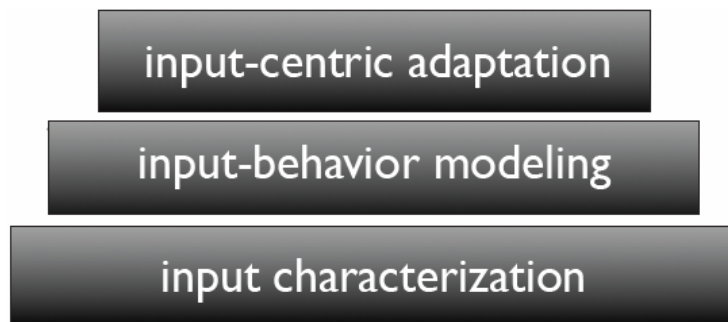 input-centric adaptation
input-behavior modeling
input characterization